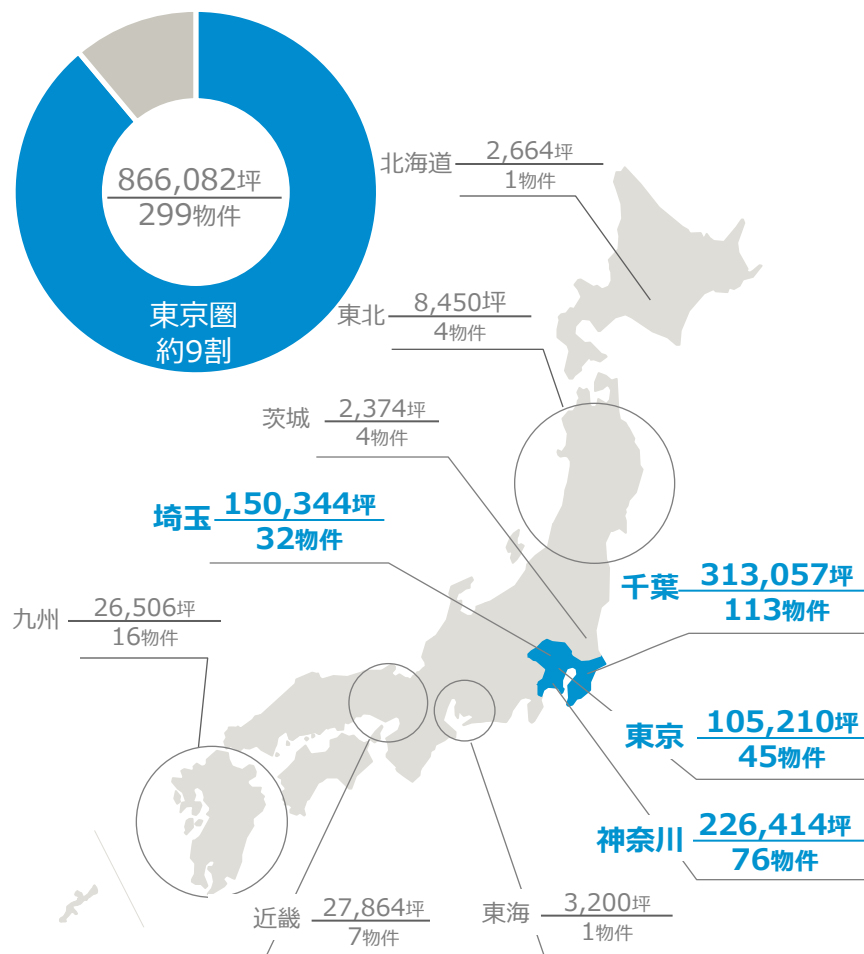 866,082坪
299物件
東京圏
約9割
北海道 2,664坪
1物件
東北 8,450坪
4物件
茨城 2,374坪
4物件
埼玉 150,344坪
32物件
千葉 313,057坪
113物件
九州 26,506坪
16物件
東京 105,210坪
45物件
神奈川 226,414坪
76物件
近畿 27,864坪
7物件
東海 3,200坪
1物件